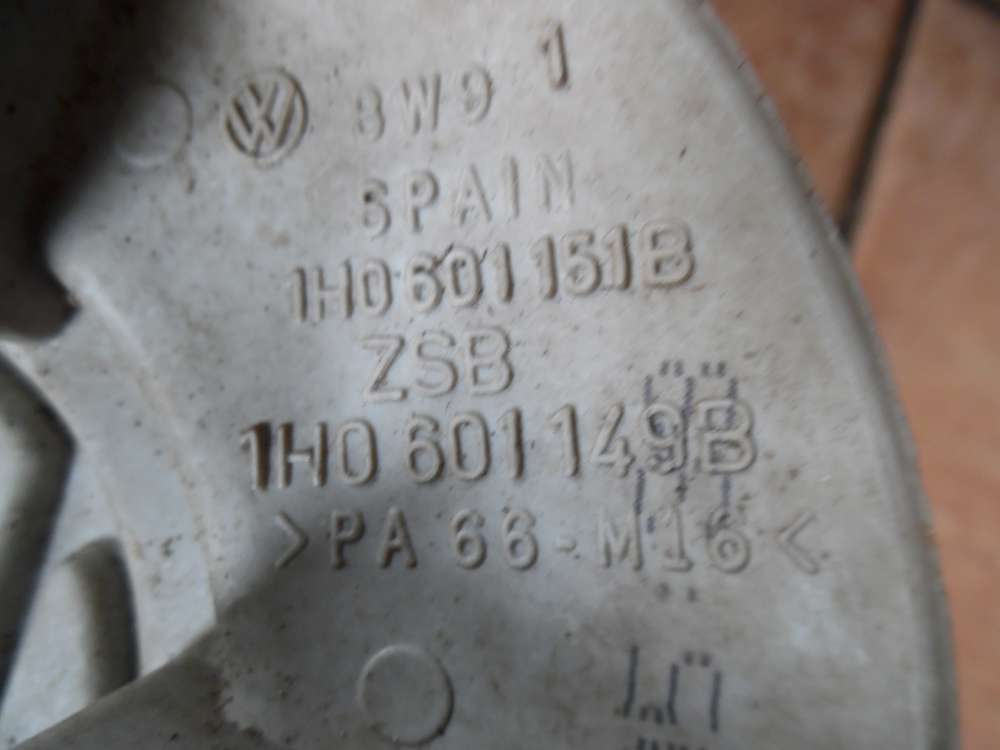 8W9 1
SPAIN
1H0 601 151 B
ZSB
1H0 601 149 B
>PA 66-M16<